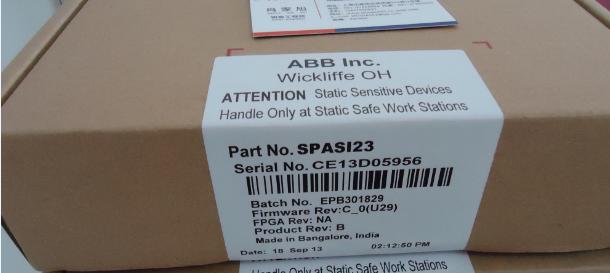 ABB Inc.
Wickliffe OH
ATTENTION Static Sensitive Devices
Handle Only at Static Safe Work Stations
Part No. SPASI23
Serial No. CE13D05956
Batch No. EPB301829
Firmware Rev:C_0(U29)
FPGA Rev: NA
Product Rev: B
Made in Bangalore, India
Date: 18 Sep 13 02:12:50 PM
Handle Only at Static Safe Work Stations